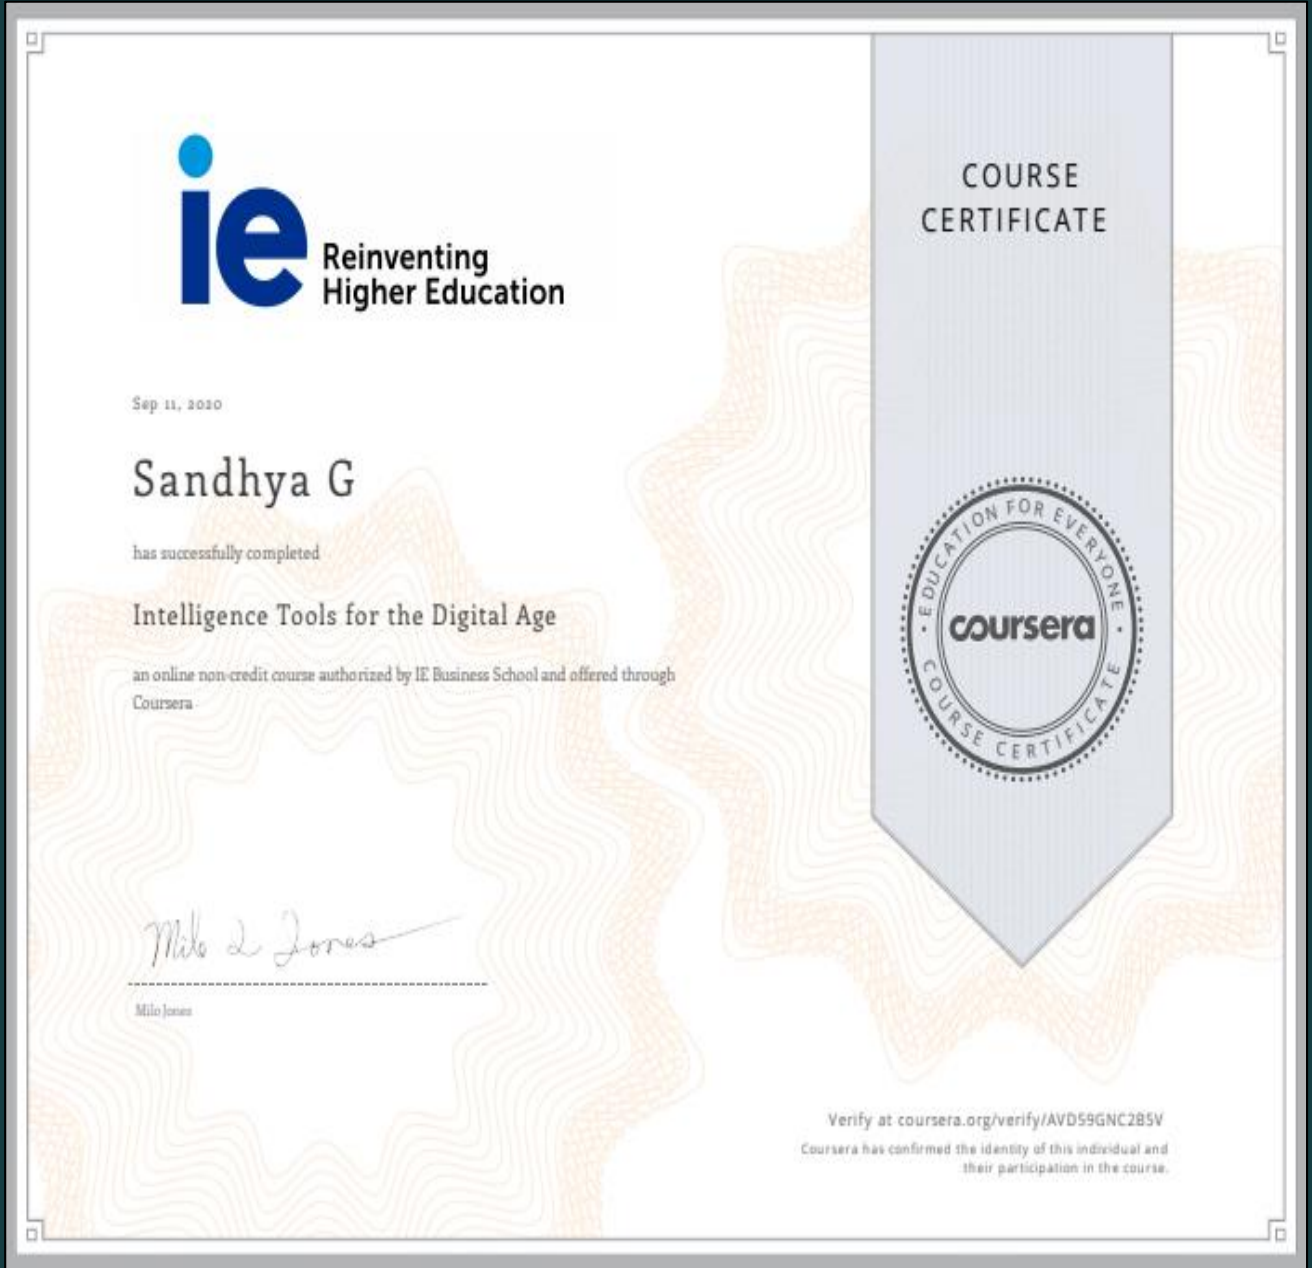 ie
Reinventing
Higher Education
COURSE
CERTIFICATE
Sep 11, 2020
Sandhya G
has successfully completed
Intelligence Tools for the Digital Age
an online non-credit course authorized by IE Business School and offered through
Coursera
EDUCATION FOR EVERYONE
coursera
COURSE CERTIFICATE
Milo Jones
Milo Jones
Verify at coursera.org/verify/AVD59GNC2B5V
Coursera has confirmed the identity of this individual and
their participation in the course.